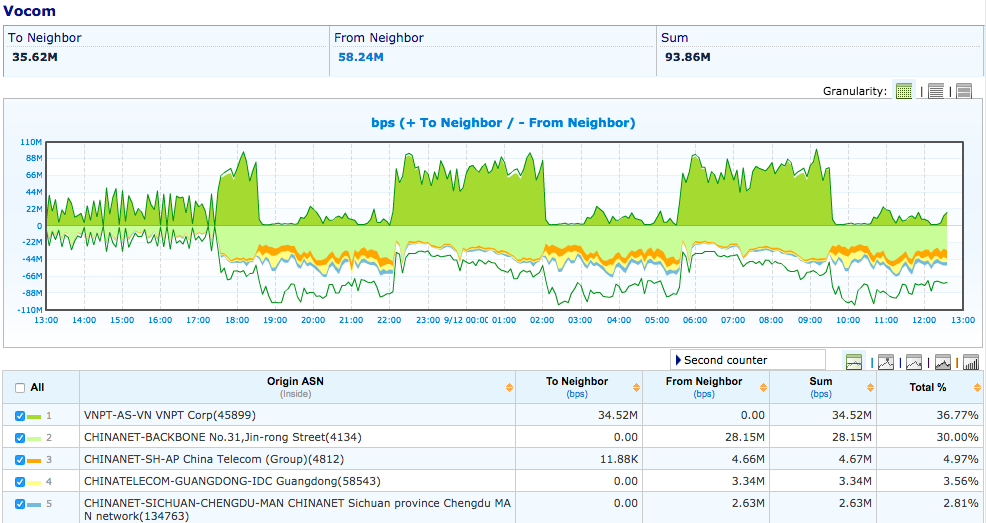 Vocom
To Neighbor From Neighbor Sum
35.62M 58.24M 93.86M
Granularity: | |
bps (+ To Neighbor / - From Neighbor)
110M
88M
66M
44M
22M
0
-22M
-44M
-66M
-88M
-110M
13:00 14:00 15:00 16:00 17:00 18:00 19:00 20:00 21:00 22:00 23:00 9/12 00:00 01:00 02:00 03:00 04:00 05:00 06:00 07:00 08:00 09:00 10:00 11:00 12:00 13:00
Second counter | | | |
All Origin ASN To Neighbor From Neighbor Sum Total %
(Inside) (bps) (bps) (bps)
1 VNPT-AS-VN VNPT Corp(45899) 34.52M 0.00 34.52M 36.77%
2 CHINANET-BACKBONE No.31,Jin-rong Street(4134) 0.00 28.15M 28.15M 30.00%
3 CHINANET-SH-AP China Telecom (Group)(4812) 11.88K 4.66M 4.67M 4.97%
4 CHINATELECOM-GUANGDONG-IDC Guangdong(58543) 0.00 3.34M 3.34M 3.56%
5 CHINANET-SICHUAN-CHENGDU-MAN CHINANET Sichuan province Chengdu MA 0.00 2.63M 2.63M 2.81%
N network(134763)